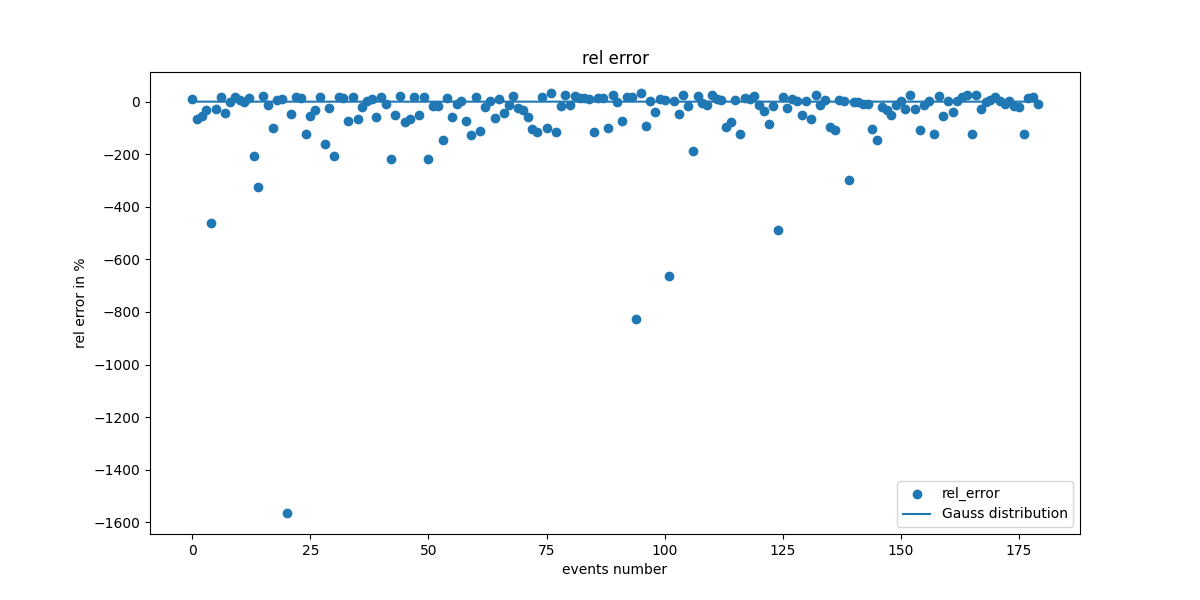 rel error
rel error in %
0
−200
−400
−600
−800
−1000
−1200
−1400
−1600
0 25 50 75 100 125 150 175
events number
rel_error
Gauss distribution